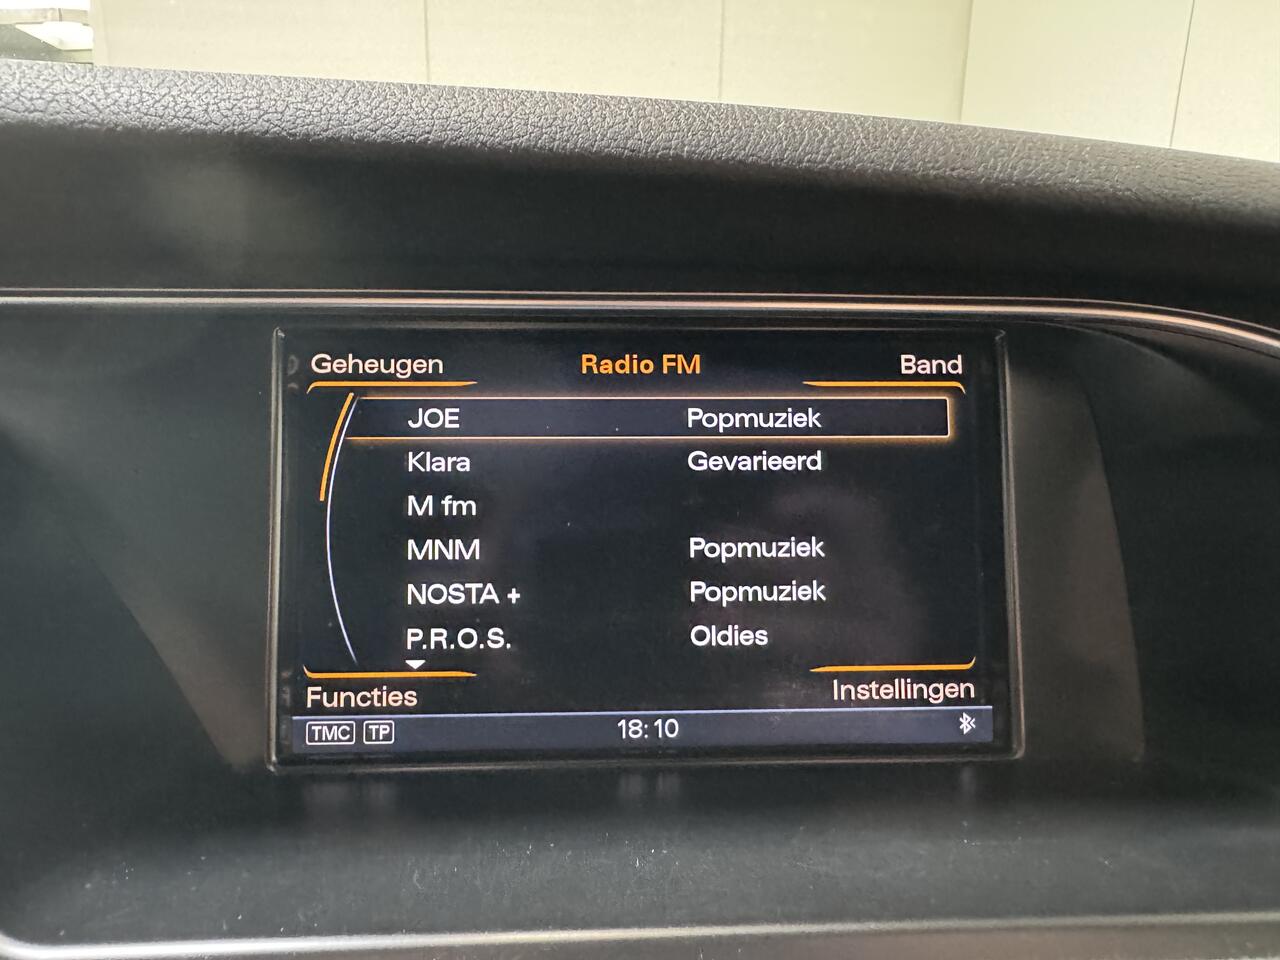 Geheugen Radio FM Band
JOE Popmuziek
Klara Gevarieerd
M fm
MNM Popmuziek
NOSTA + Popmuziek
P.R.O.S. Oldies
Functies Instellingen
TMC TP 18:10